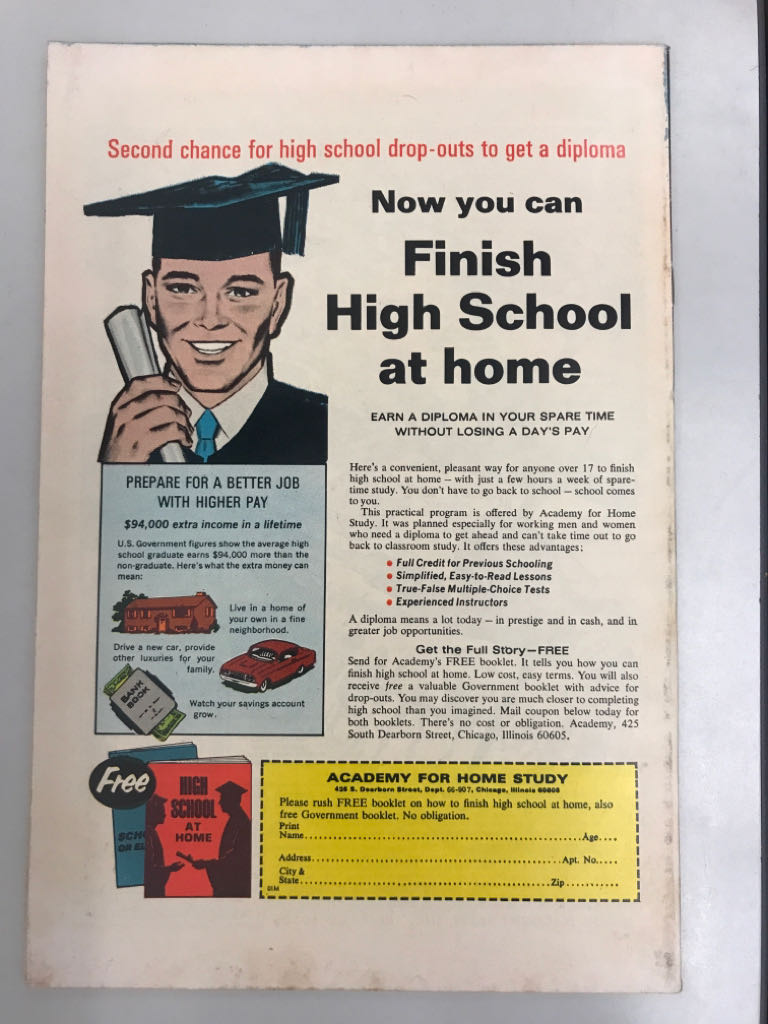 Second chance for high school drop-outs to get a diploma
Now you can
Finish
High School
at home
EARN A DIPLOMA IN YOUR SPARE TIME
WITHOUT LOSING A DAY'S PAY
PREPARE FOR A BETTER JOB
WITH HIGHER PAY
$94,000 extra income in a lifetime
U.S. Government figures show the average high
school graduate earns $94,000 more than the
non-graduate. Here's what the extra money can
mean:
Live in a home of
your own in a fine
neighborhood.
Drive a new car, provide
other luxuries for your
family.
BANK
BOOK
Watch your savings account
grow.
Here's a convenient, pleasant way for anyone over 17 to finish
high school at home — with just a few hours a week of spare-
time study. You don't have to go back to school — school comes
to you.
This practical program is offered by Academy for Home
Study. It was planned especially for working men and women
who need a diploma to get ahead and can't take time out to go
back to classroom study. It offers these advantages:
• Full Credit for Previous Schooling
• Simplified, Easy-to-Read Lessons
• True-False Multiple-Choice Tests
• Experienced Instructors
A diploma means a lot today — in prestige and in cash, and in
greater job opportunities.
Get the Full Story—FREE
Send for Academy's FREE booklet. It tells you how you can
finish high school at home. Low cost, easy terms. You will also
receive free a valuable Government booklet with advice for
drop-outs. You may discover you are much closer to completing
high school than you imagined. Mail coupon below today for
both booklets. There's no cost or obligation. Academy, 425
South Dearborn Street, Chicago, Illinois 60605.
Free
HIGH
SCHOOL
AT
HOME
SCHO
OR EL
ACADEMY FOR HOME STUDY
425 S. Dearborn Street, Dept. 66-907, Chicago, Illinois 60605
Please rush FREE booklet on how to finish high school at home, also
free Government booklet. No obligation.
Print
Name Age
Address Apt. No.
City &
State Zip
01M